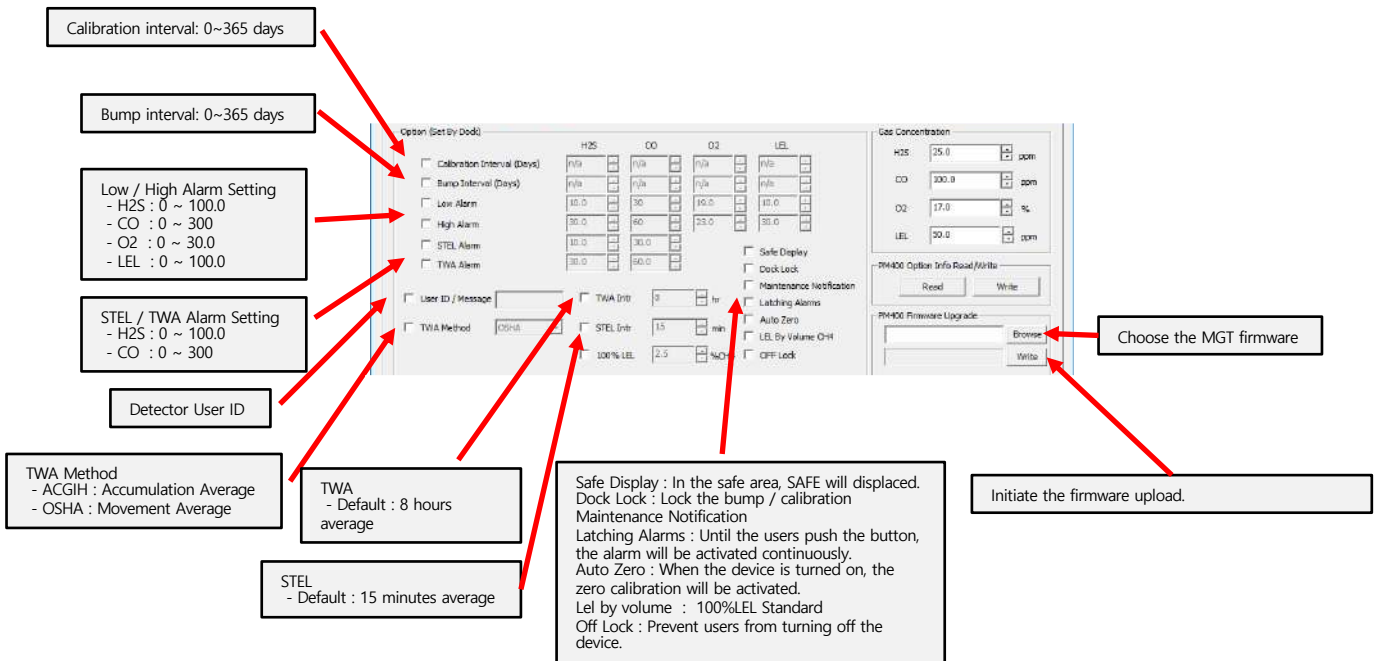 Calibration interval: 0~365 days
Bump interval: 0~365 days
Low / High Alarm Setting
- H2S : 0 ~ 100.0
- CO : 0 ~ 300
- O2 : 0 ~ 30.0
- LEL : 0 ~ 100.0
STEL / TWA Alarm Setting
- H2S : 0 ~ 100.0
- CO : 0 ~ 300
Detector User ID
TWA Method
- ACGIH : Accumulation Average
- OSHA : Movement Average
Option (Set By Dock)
H2S CO O2 LEL
Calibration Interval (Days) n/a n/a n/a n/a
Bump Interval (Days) n/a n/a n/a n/a
Low Alarm 10.0 30 19.0 10.0
High Alarm 30.0 60 23.0 30.0
STEL Alarm 10.0 30.0
TWA Alarm 30.0 60.0
User ID / Message
TWA Intr 0 hr
TWA Method OSHA
STEL Intr 15 min
100% LEL 2.5
Safe Display
Dock Lock
Maintenance Notification
Latching Alarms
Auto Zero
LEL By Volume CH4
OFF Lock
Gas Concentration
H2S 25.0 ppm
CO 100.0 ppm
O2 17.0 %
LEL 50.0 ppm
PM400 Option Info Read/Write
Read Write
PM400 Firmware Upgrade
Browse
Write
Choose the MGT firmware
Initiate the firmware upload.
TWA
- Default : 8 hours
average
STEL
- Default : 15 minutes average
Safe Display : In the safe area, SAFE will displaced.
Dock Lock : Lock the bump / calibration
Maintenance Notification
Latching Alarms : Until the users push the button,
the alarm will be activated continuously.
Auto Zero : When the device is turned on, the
zero calibration will be activated.
Lel by volume : 100%LEL Standard
Off Lock : Prevent users from turning off the
device.